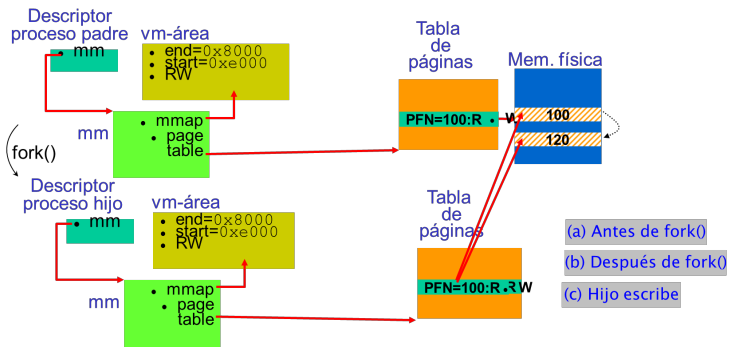 Descriptor
proceso padre
• mm
vm-área
• end=0x8000
• start=0xe000
• RW
Tabla
de
páginas
Mem. física
mm
• mmap
• page
table
PFN=100:R • W
100
120
fork()
Descriptor
proceso hijo
• mm
vm-área
• end=0x8000
• start=0xe000
• RW
Tabla
de
páginas
mm
• mmap
• page
table
PFN=100:R • RW
(a) Antes de fork()
(b) Después de fork()
(c) Hijo escribe